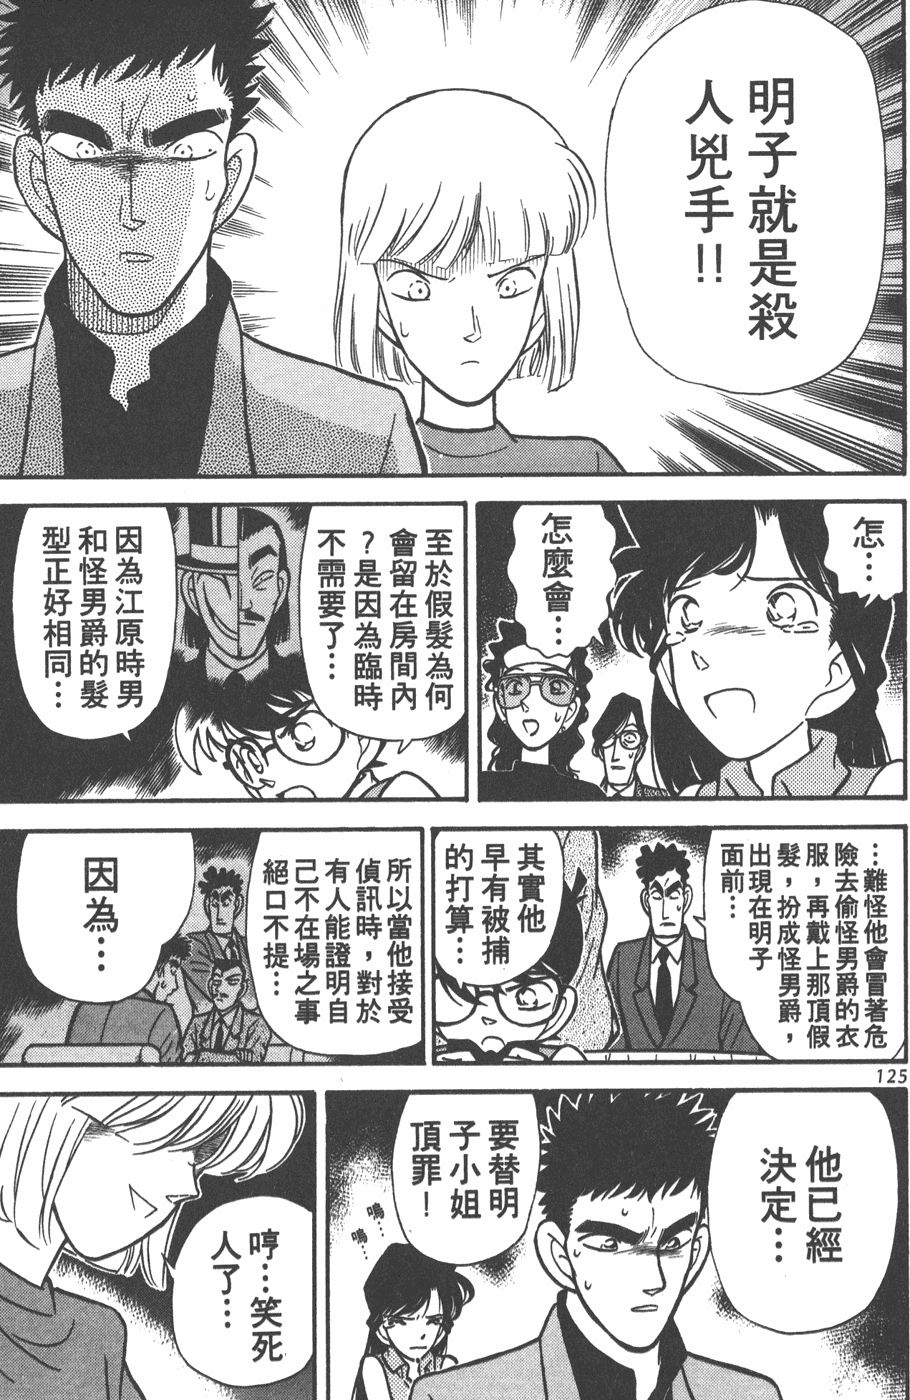 明子就是殺
人兇手!!
怎…
怎麼會…
至於假髮為何
會留在房間內
？是因為臨時
不需要了…
因為江原時男
和怪男爵的髮
型正好相同…
…難怪他會冒著危
險去偷怪男爵的衣
服，再戴上那頂假
髮，扮成怪男爵，
出現在明子
面前…
其實他
早有被捕
的打算…
所以當他接受
偵訊時，對於
有人能證明自
己不在場之事
絕口不提…
因為…
125
他已經
決定…
要替明
子小姐
頂罪！
嗚…
嗚…
哼…笑死
人了…